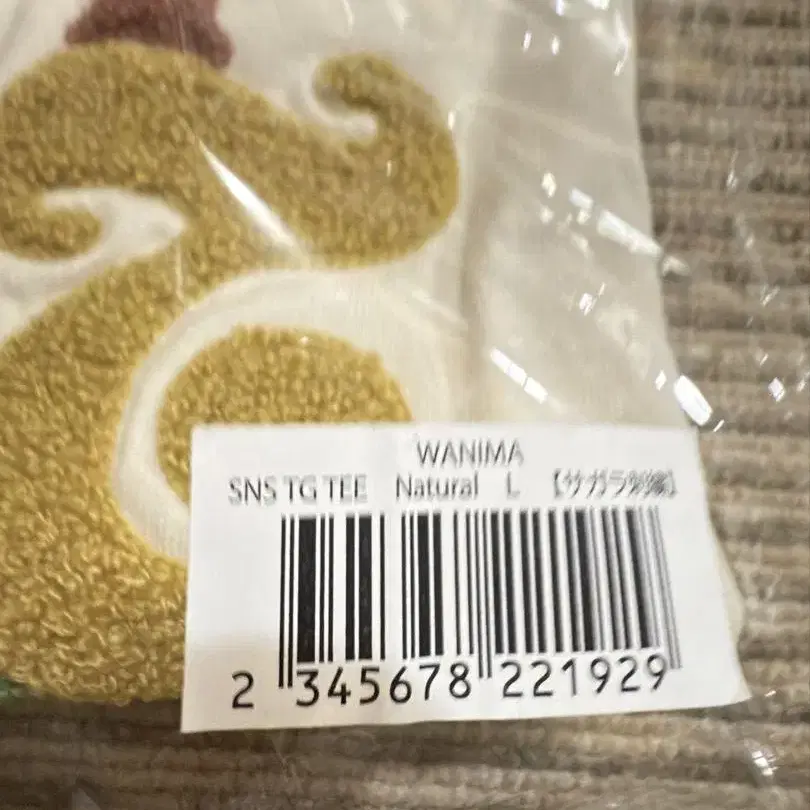 WANIMA
SNS TG TEE Natural L 【サガラ刺繍】
2 345678 221929